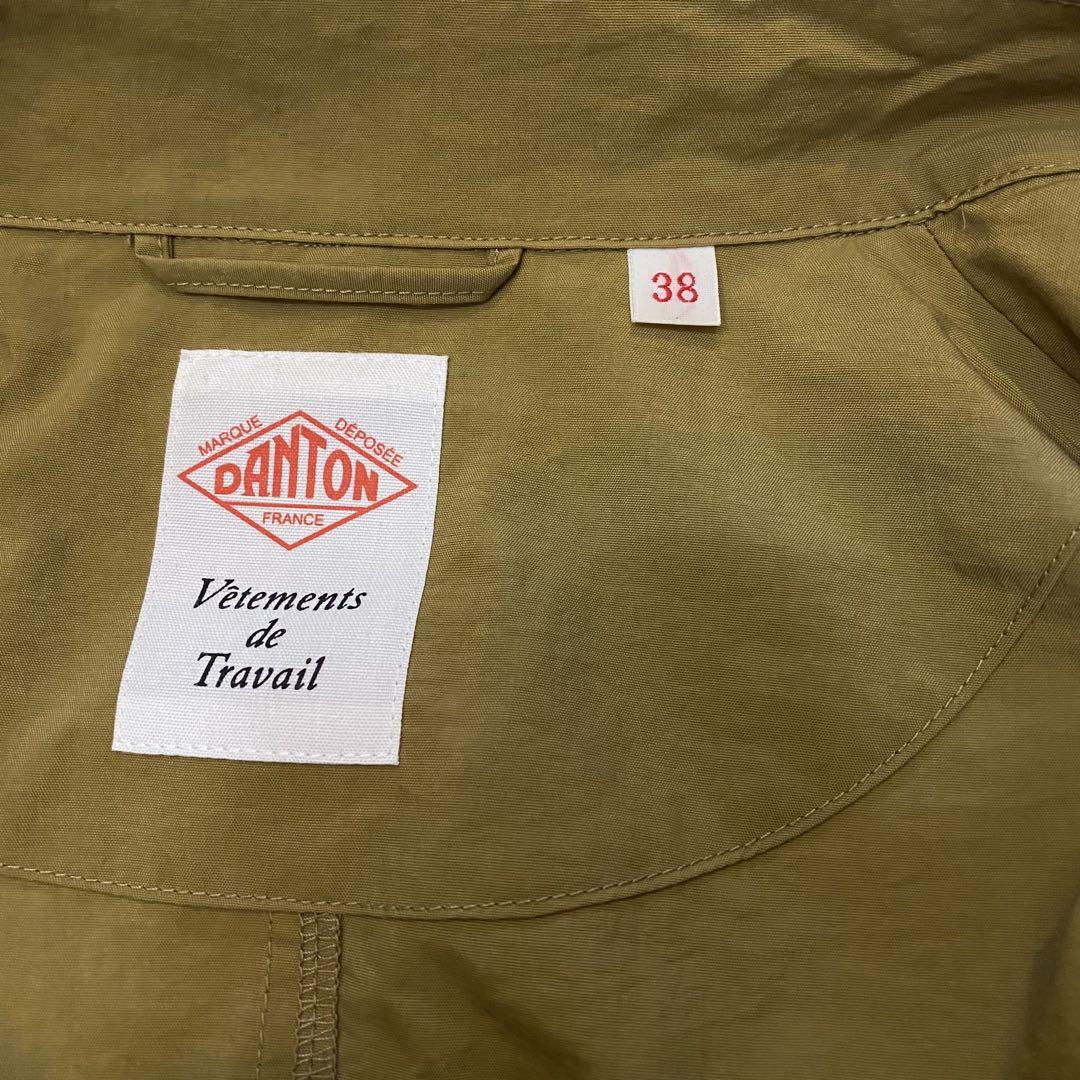 38
MARQUE DÉPOSÉE
DANTON
FRANCE
Vêtements
de
Travail